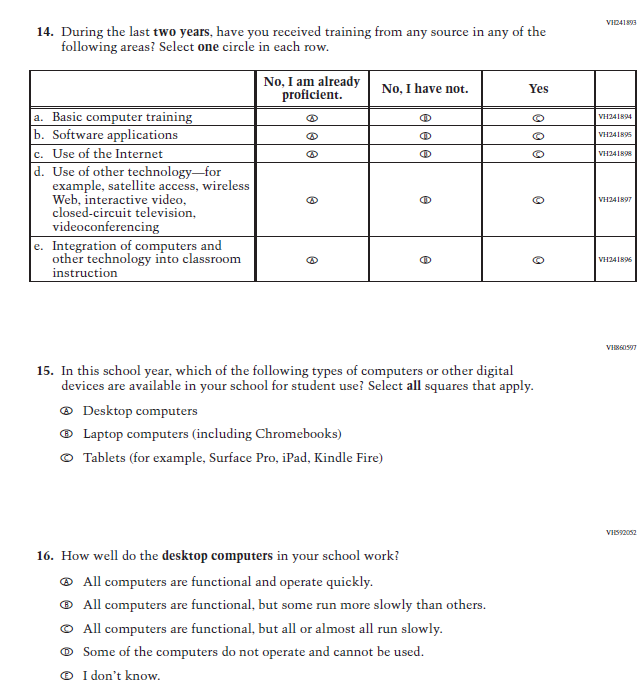 VH241893
14. During the last two years, have you received training from any source in any of the
following areas? Select one circle in each row.
No, I am already
proficient.
No, I have not.
Yes
a. Basic computer training Ⓐ Ⓑ Ⓒ VH241894
b. Software applications Ⓐ Ⓑ Ⓒ VH241895
c. Use of the Internet Ⓐ Ⓑ Ⓒ VH241898
d. Use of other technology—for
example, satellite access, wireless
Web, interactive video,
closed-circuit television,
videoconferencing
Ⓐ Ⓑ Ⓒ VH241897
e. Integration of computers and
other technology into classroom
instruction
Ⓐ Ⓑ Ⓒ VH241896
VH860597
15. In this school year, which of the following types of computers or other digital
devices are available in your school for student use? Select all squares that apply.
Ⓐ Desktop computers
Ⓑ Laptop computers (including Chromebooks)
Ⓒ Tablets (for example, Surface Pro, iPad, Kindle Fire)
VH592052
16. How well do the desktop computers in your school work?
Ⓐ All computers are functional and operate quickly.
Ⓑ All computers are functional, but some run more slowly than others.
Ⓒ All computers are functional, but all or almost all run slowly.
Ⓓ Some of the computers do not operate and cannot be used.
Ⓔ I don't know.